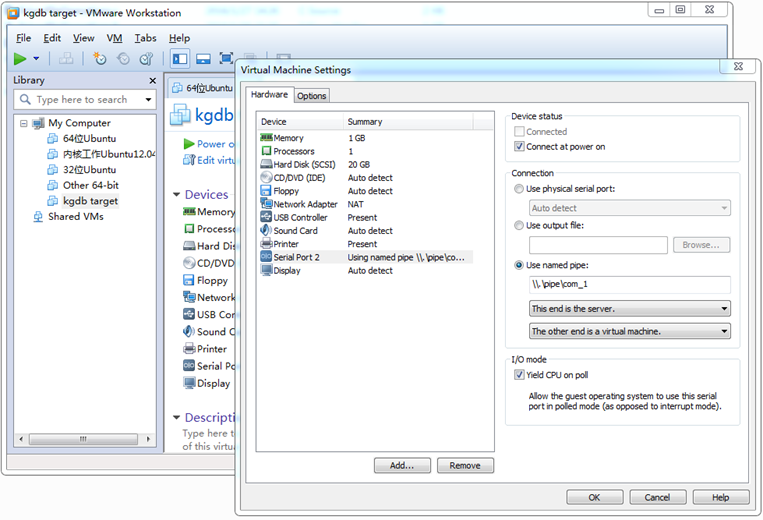 kgdb target - VMware Workstation
File Edit View VM Tabs Help
Library
Type here to search
My Computer
64位Ubuntu
内核工作Ubuntu12.04
32位Ubuntu
Other 64-bit
kgdb target
Shared VMs
64位Ubuntu
kgdb
Power o
Edit virtu
Devices
Memory
Process
Hard Dis
CD/DVD
Floppy
Network
USB Con
Sound C
Printer
Serial Po
Display
Descripti
Type here t
of this virtua
Virtual Machine Settings
Hardware Options
Device Summary
Memory 1 GB
Processors 1
Hard Disk (SCSI) 20 GB
CD/DVD (IDE) Auto detect
Floppy Auto detect
Network Adapter NAT
USB Controller Present
Sound Card Auto detect
Printer Present
Serial Port 2 Using named pipe \\.\pipe\co...
Display Auto detect
Add... Remove
Device status
Connected
Connect at power on
Connection
Use physical serial port:
Auto detect
Use output file:
Browse...
Use named pipe:
\\.\pipe\com_1
This end is the server.
The other end is a virtual machine.
I/O mode
Yield CPU on poll
Allow the guest operating system to use this serial
port in polled mode (as opposed to interrupt mode).
OK Cancel Help